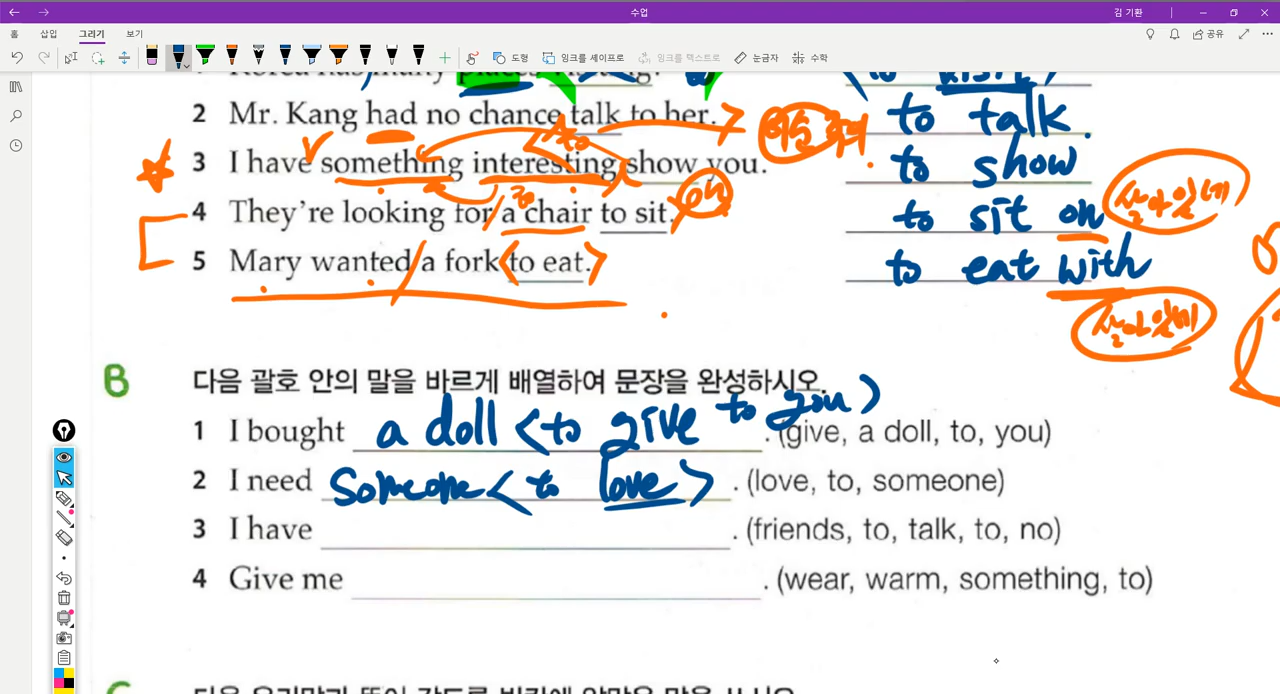 수업
김 기환
홈 삽입 그리기 보기
도형 잉크를 셰이프로 잉크를 텍스트로 눈금자 수학 공유
2 Mr. Kang had no chance talk to her. to talk.
3 I have something interesting show you. to show
4 They're looking for a chair to sit. on to sit on 살아있네
5 Mary wanted a fork <to eat.> to eat with
살아있네
B 다음 괄호 안의 말을 바르게 배열하여 문장을 완성하시오.
1 I bought a doll <to give to you> . (give, a doll, to, you)
2 I need someone <to love> . (love, to, someone)
3 I have . (friends, to, talk, to, no)
4 Give me . (wear, warm, something, to)